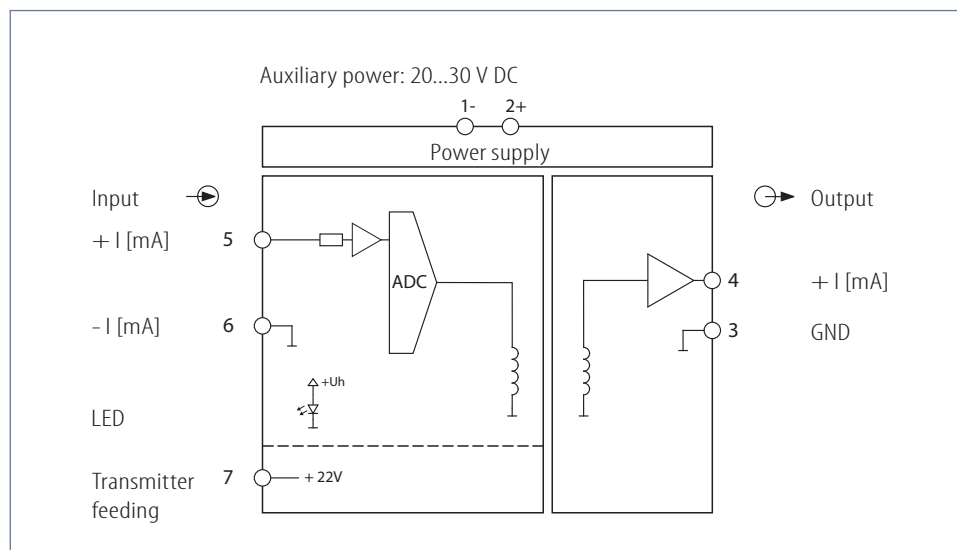 Auxiliary power: 20...30 V DC
1- 2+
Power supply
Input
Output
+ I [mA] 5
ADC
4 + I [mA]
- I [mA] 6
3 GND
+Uh
LED
Transmitter 7 + 22V
feeding